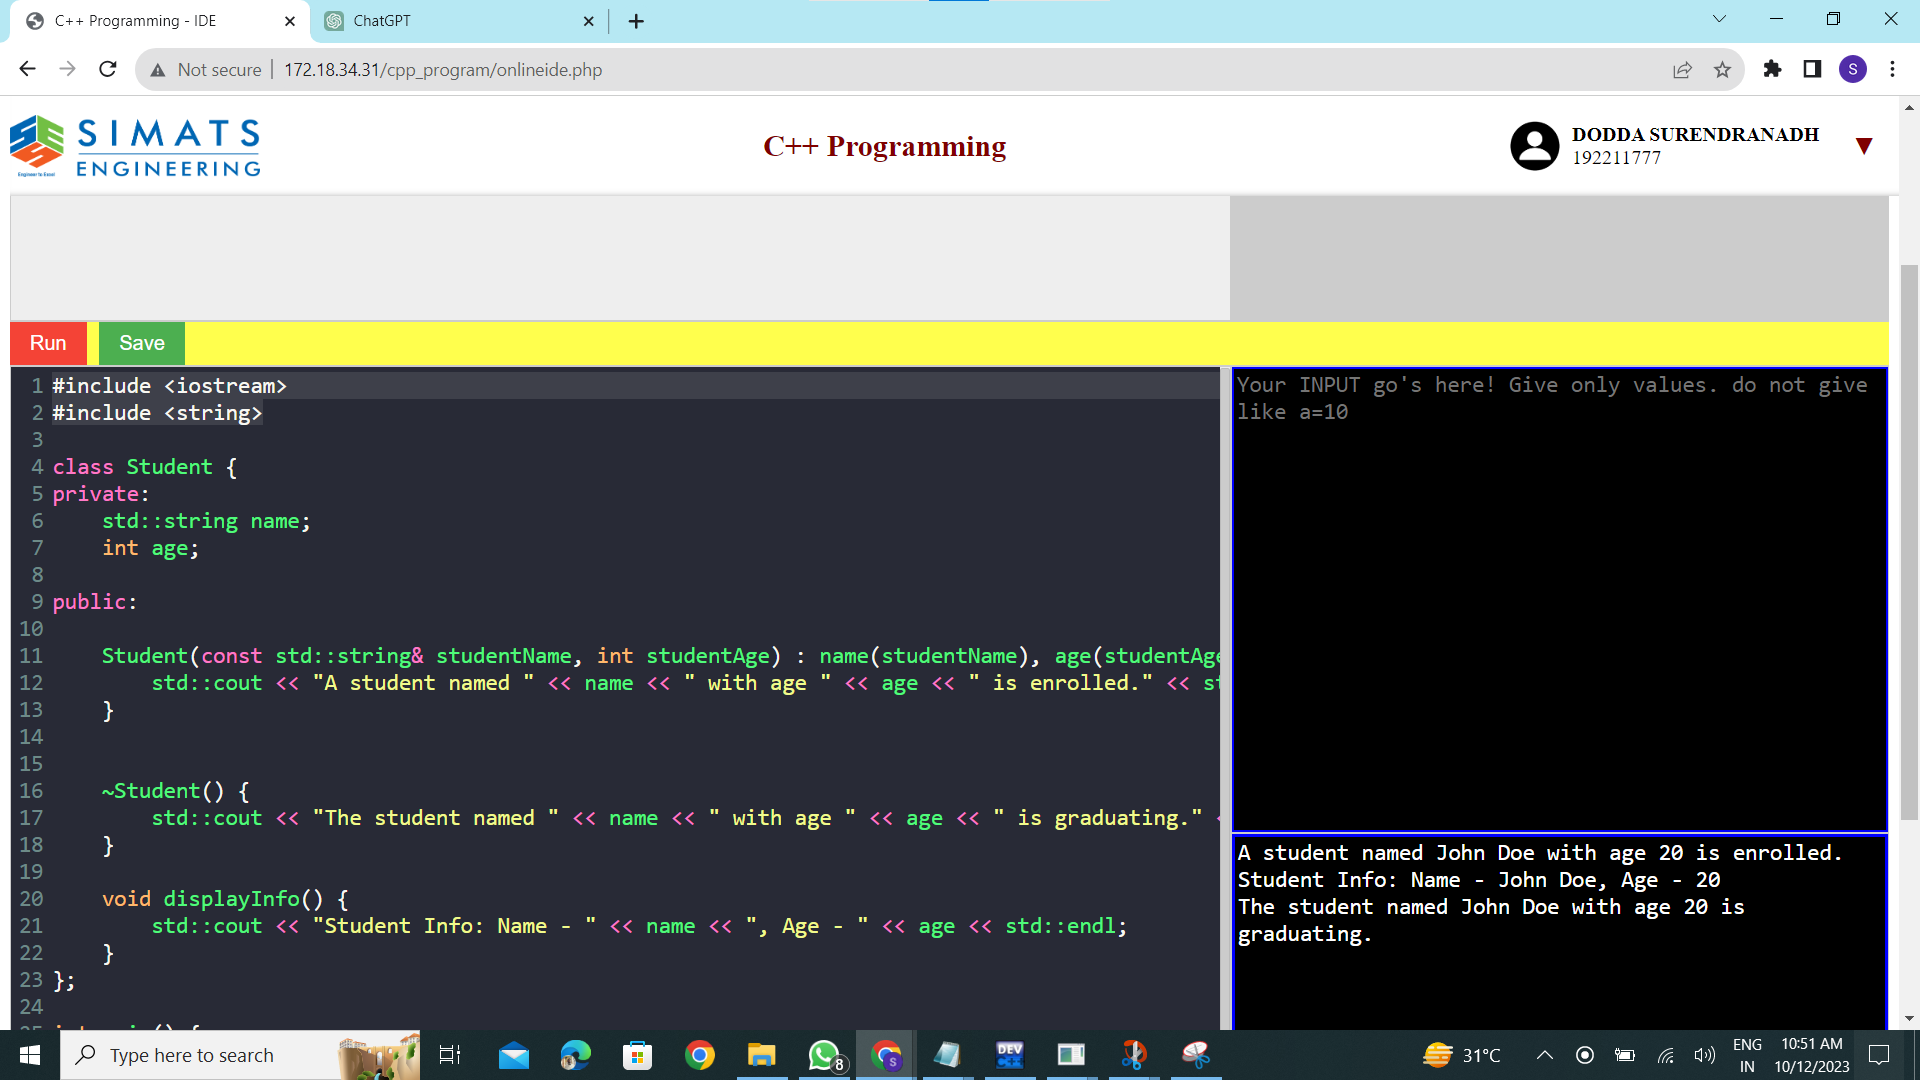 C++ Programming - IDE
ChatGPT
Not secure
172.18.34.31/cpp_program/onlineide.php
S
SIMATS
ENGINEERING
Engineer to Excel
C++ Programming
DODDA SURENDRANADH
192211777
Run
Save
1 #include <iostream>
2 #include <string>
3
4 class Student {
5 private:
6 std::string name;
7 int age;
8
9 public:
10
11 Student(const std::string& studentName, int studentAge) : name(studentName), age(studentAge
12 std::cout << "A student named " << name << " with age " << age << " is enrolled." << st
13 }
14
15
16 ~Student() {
17 std::cout << "The student named " << name << " with age " << age << " is graduating." <
18 }
19
20 void displayInfo() {
21 std::cout << "Student Info: Name - " << name << ", Age - " << age << std::endl;
22 }
23 };
24
Your INPUT go's here! Give only values. do not give
like a=10
A student named John Doe with age 20 is enrolled.
Student Info: Name - John Doe, Age - 20
The student named John Doe with age 20 is
graduating.
Type here to search
8
S
DEV
31°C
ENG
IN
10:51 AM
10/12/2023